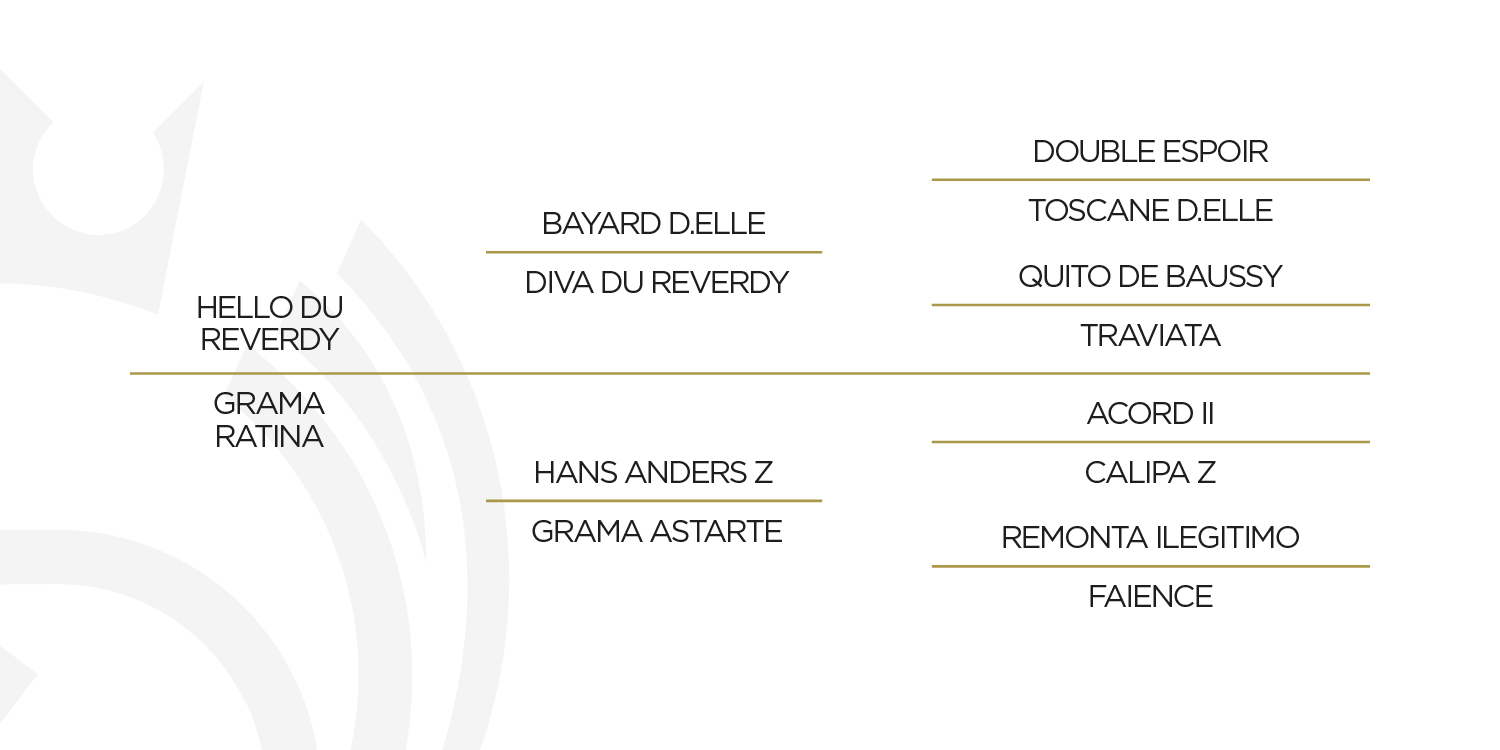 HELLO DU
REVERDY
GRAMA
RATINA
BAYARD D.ELLE
DIVA DU REVERDY
HANS ANDERS Z
GRAMA ASTARTE
DOUBLE ESPOIR
TOSCANE D.ELLE
QUITO DE BAUSSY
TRAVIATA
ACORD II
CALIPA Z
REMONTA ILEGITIMO
FAIENCE